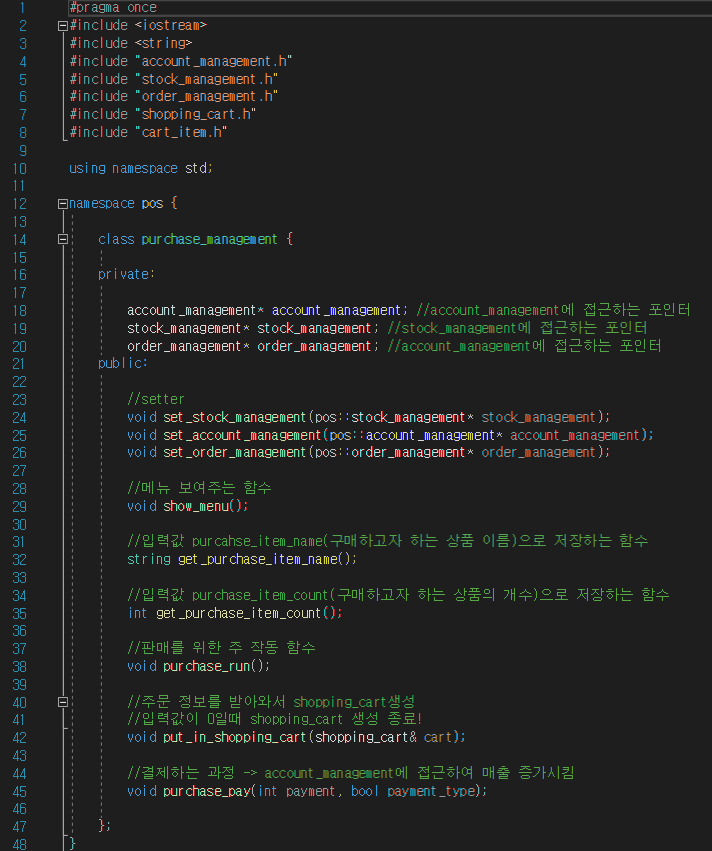 1 #pragma once
2 #include <iostream>
3 #include <string>
4 #include "account_management.h"
5 #include "stock_management.h"
6 #include "order_management.h"
7 #include "shopping_cart.h"
8 #include "cart_item.h"
9
10 using namespace std;
11
12 namespace pos {
13
14 class purchase_management {
15
16 private:
17
18 account_management* account_management; //account_management에 접근하는 포인터
19 stock_management* stock_management; //stock_management에 접근하는 포인터
20 order_management* order_management; //account_management에 접근하는 포인터
21 public:
22
23 //setter
24 void set_stock_management(pos::stock_management* stock_management);
25 void set_account_management(pos::account_management* account_management);
26 void set_order_management(pos::order_management* order_management);
27
28 //메뉴 보여주는 함수
29 void show_menu();
30
31 //입력값 purcahse_item_name(구매하고자 하는 상품 이름)으로 저장하는 함수
32 string get_purchase_item_name();
33
34 //입력값 purcahse_item_count(구매하고자 하는 상품의 개수)으로 저장하는 함수
35 int get_purchase_item_count();
36
37 //판매를 위한 주 작동 함수
38 void purchase_run();
39
40 //주문 정보를 받아와서 shopping_cart생성
41 //입력값이 0일때 shopping_cart 생성 종료!
42 void put_in_shopping_cart(shopping_cart& cart);
43
44 //결제하는 과정 -> account_management에 접근하여 매출 증가시킴
45 void purchase_pay(int payment, bool payment_type);
46
47 };
48 }